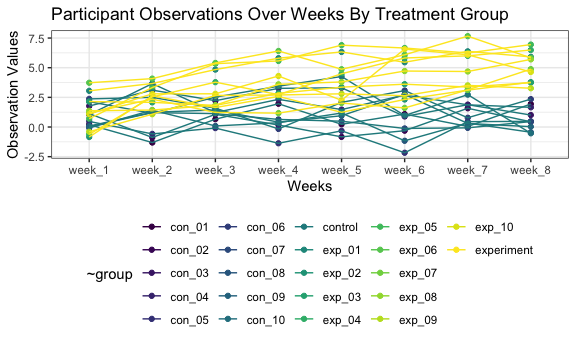 Participant Observations Over Weeks By Treatment Group
Observation Values
7.5
5.0
2.5
0.0
-2.5
week_1 week_2 week_3 week_4 week_5 week_6 week_7 week_8
Weeks
~group
con_01 con_06 control exp_05 exp_10
con_02 con_07 exp_01 exp_06 experiment
con_03 con_08 exp_02 exp_07
con_04 con_09 exp_03 exp_08
con_05 con_10 exp_04 exp_09